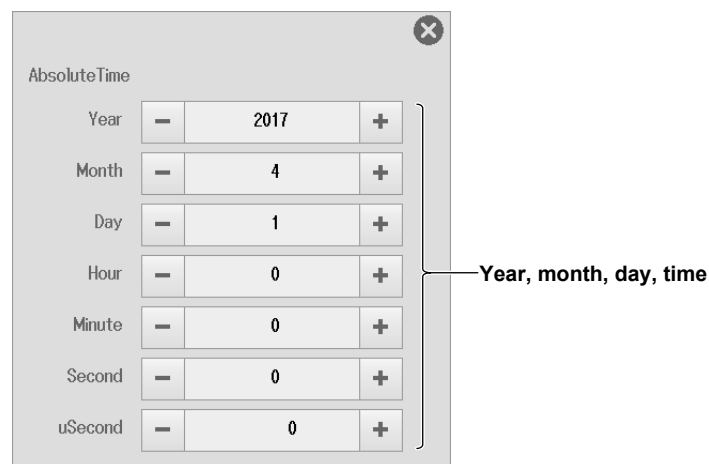 AbsoluteTime
Year − 2017 +
Month − 4 +
Day − 1 +
Hour − 0 +
Minute − 0 +
Second − 0 +
uSecond − 0 +
Year, month, day, time